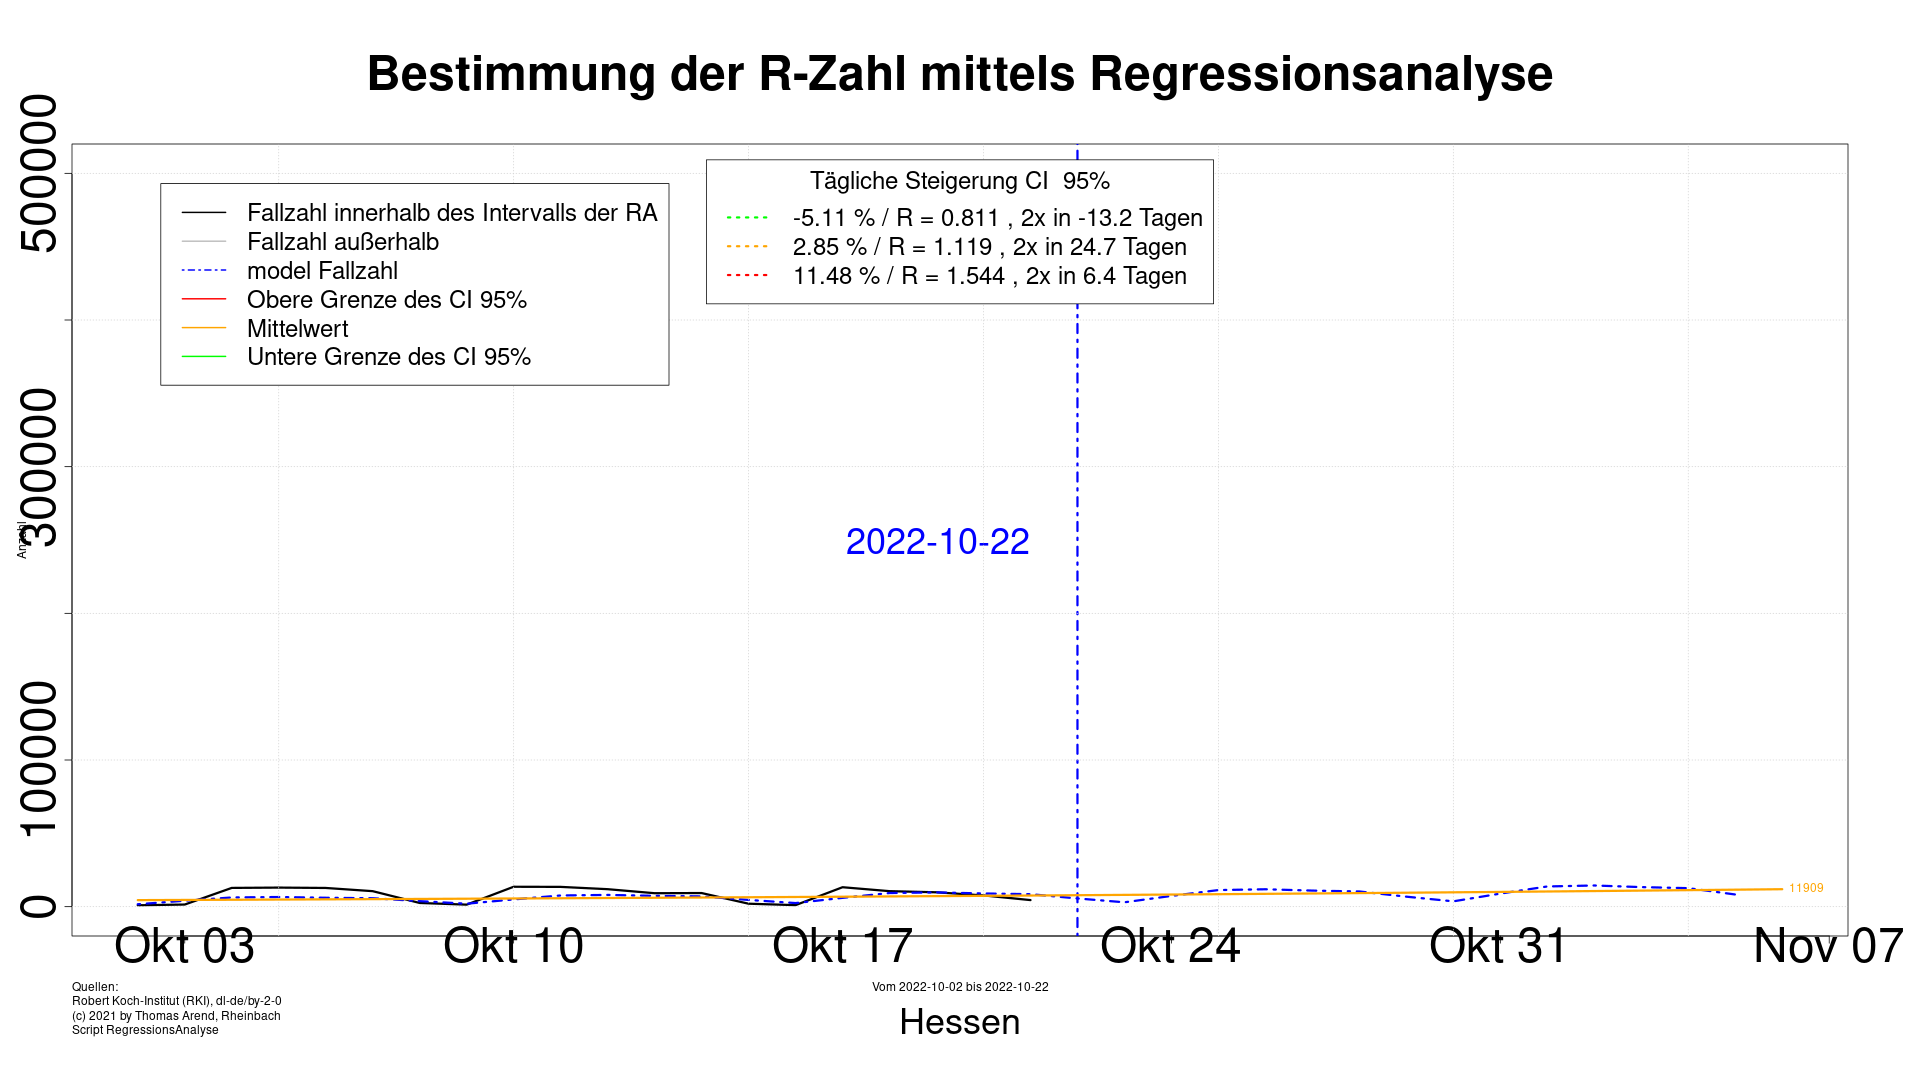 Bestimmung der R-Zahl mittels Regressionsanalyse
Fallzahl innerhalb des Intervalls der RA
Fallzahl außerhalb
model Fallzahl
Obere Grenze des CI 95%
Mittelwert
Untere Grenze des CI 95%
Tägliche Steigerung CI  95%
-5.11 % / R = 0.811 , 2x in -13.2 Tagen
2.85 % / R = 1.119 , 2x in 24.7 Tagen
11.48 % / R = 1.544 , 2x in 6.4 Tagen
500000
300000
100000
0
Anzahl
2022-10-22
11909
Okt 03
Okt 10
Okt 17
Okt 24
Okt 31
Nov 07
Quellen:
Robert Koch-Institut (RKI), dl-de/by-2-0
(c) 2021 by Thomas Arend, Rheinbach
Script RegressionsAnalyse
Vom 2022-10-02 bis 2022-10-22
Hessen